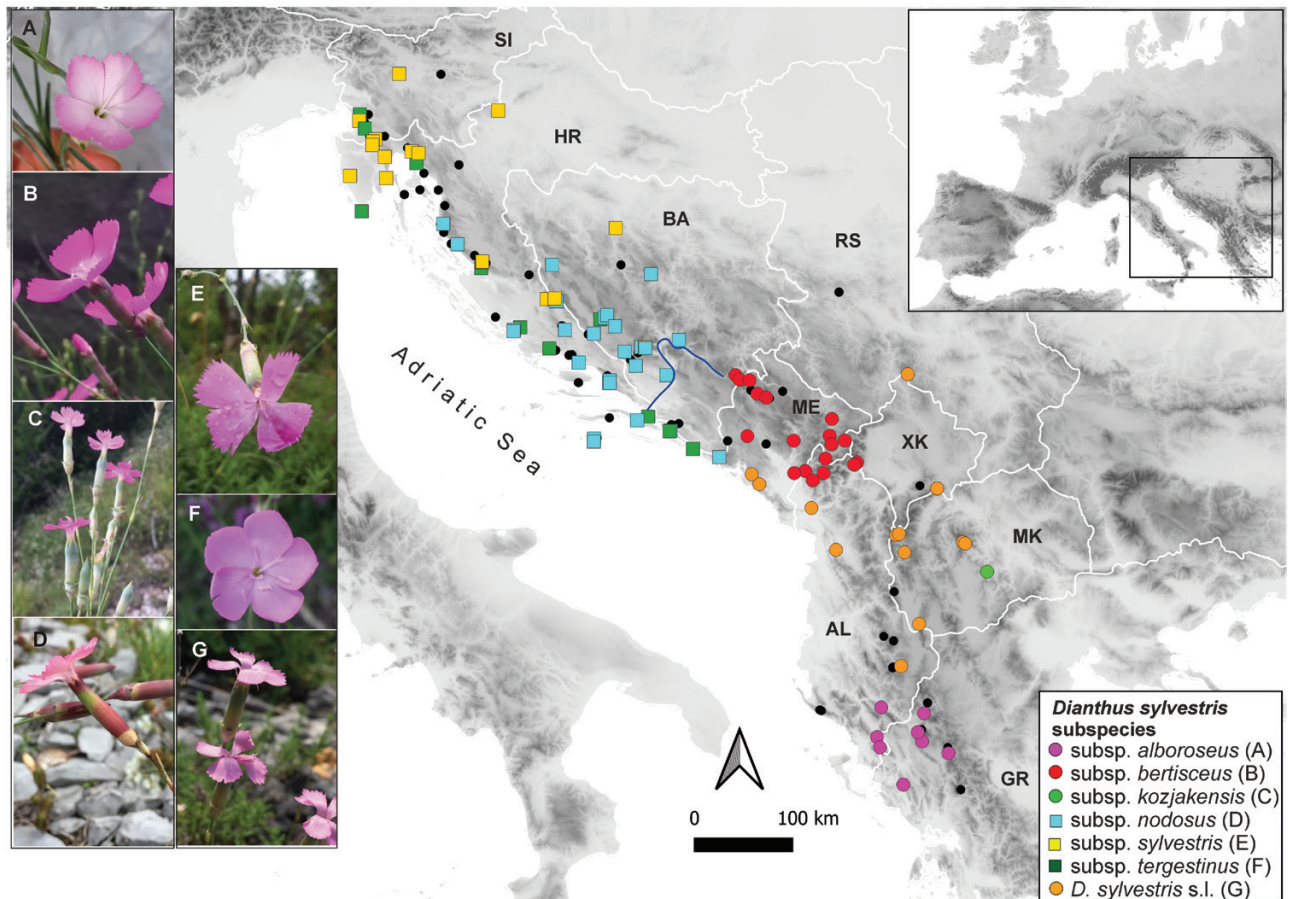 A
B
C
D
E
F
G
SI
HR
BA
RS
ME
XK
MK
AL
GR
Adriatic Sea
0 100 km
Dianthus sylvestris
subspecies
subsp. alboroseus (A)
subsp. bertisceus (B)
subsp. kozjakensis (C)
subsp. nodosus (D)
subsp. sylvestris (E)
subsp. tergestinus (F)
D. sylvestris s.l. (G)